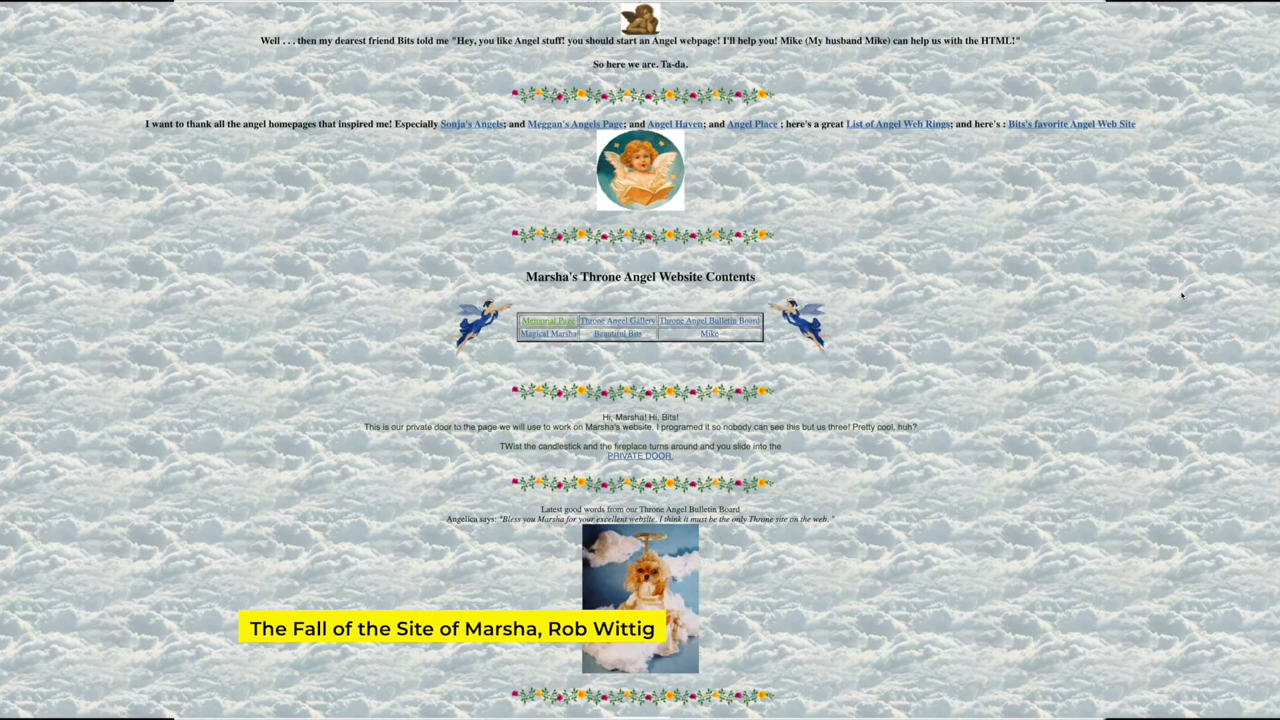 Well . . . then my dearest friend Bits told me "Hey, you like Angel stuff! you should start an Angel webpage! I'll help you! Mike (My husband Mike) can help us with the HTML!"
So here we are. Ta-da.
I want to thank all the angel homepages that inspired me! Especially Sonja's Angels; and Meggan's Angels Page; and Angel Haven; and Angel Place ; here's a great List of Angel Web Rings; and here's : Bits's favorite Angel Web Site
Marsha's Throne Angel Website Contents
Memorial Page Throne Angel Gallery Throne Angel Bulletin Board
Magical Marsha Beautiful Bits Mike
Hi, Marsha! Hi, Bits!
This is our private door to the page we will use to work on Marsha's website. I programed it so nobody can see this but us three! Pretty cool, huh?
TWist the candlestick and the fireplace turns around and you slide into the
PRIVATE DOOR.
Latest good words from our Throne Angel Bulletin Board
Angelica says: "Bless you Marsha for your excellent website. I think it must be the only Throne site on the web. "
The Fall of the Site of Marsha, Rob Wittig